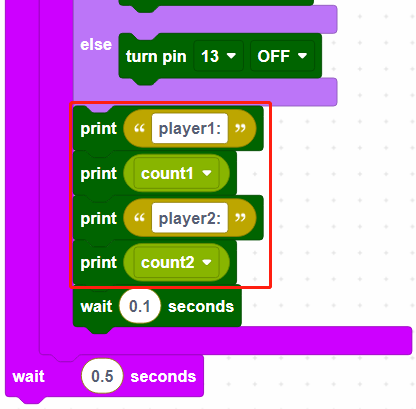 else
turn pin 13 OFF
print “ player1: ”
print count1
print “ player2: ”
print count2
wait 0.1 seconds
wait 0.5 seconds